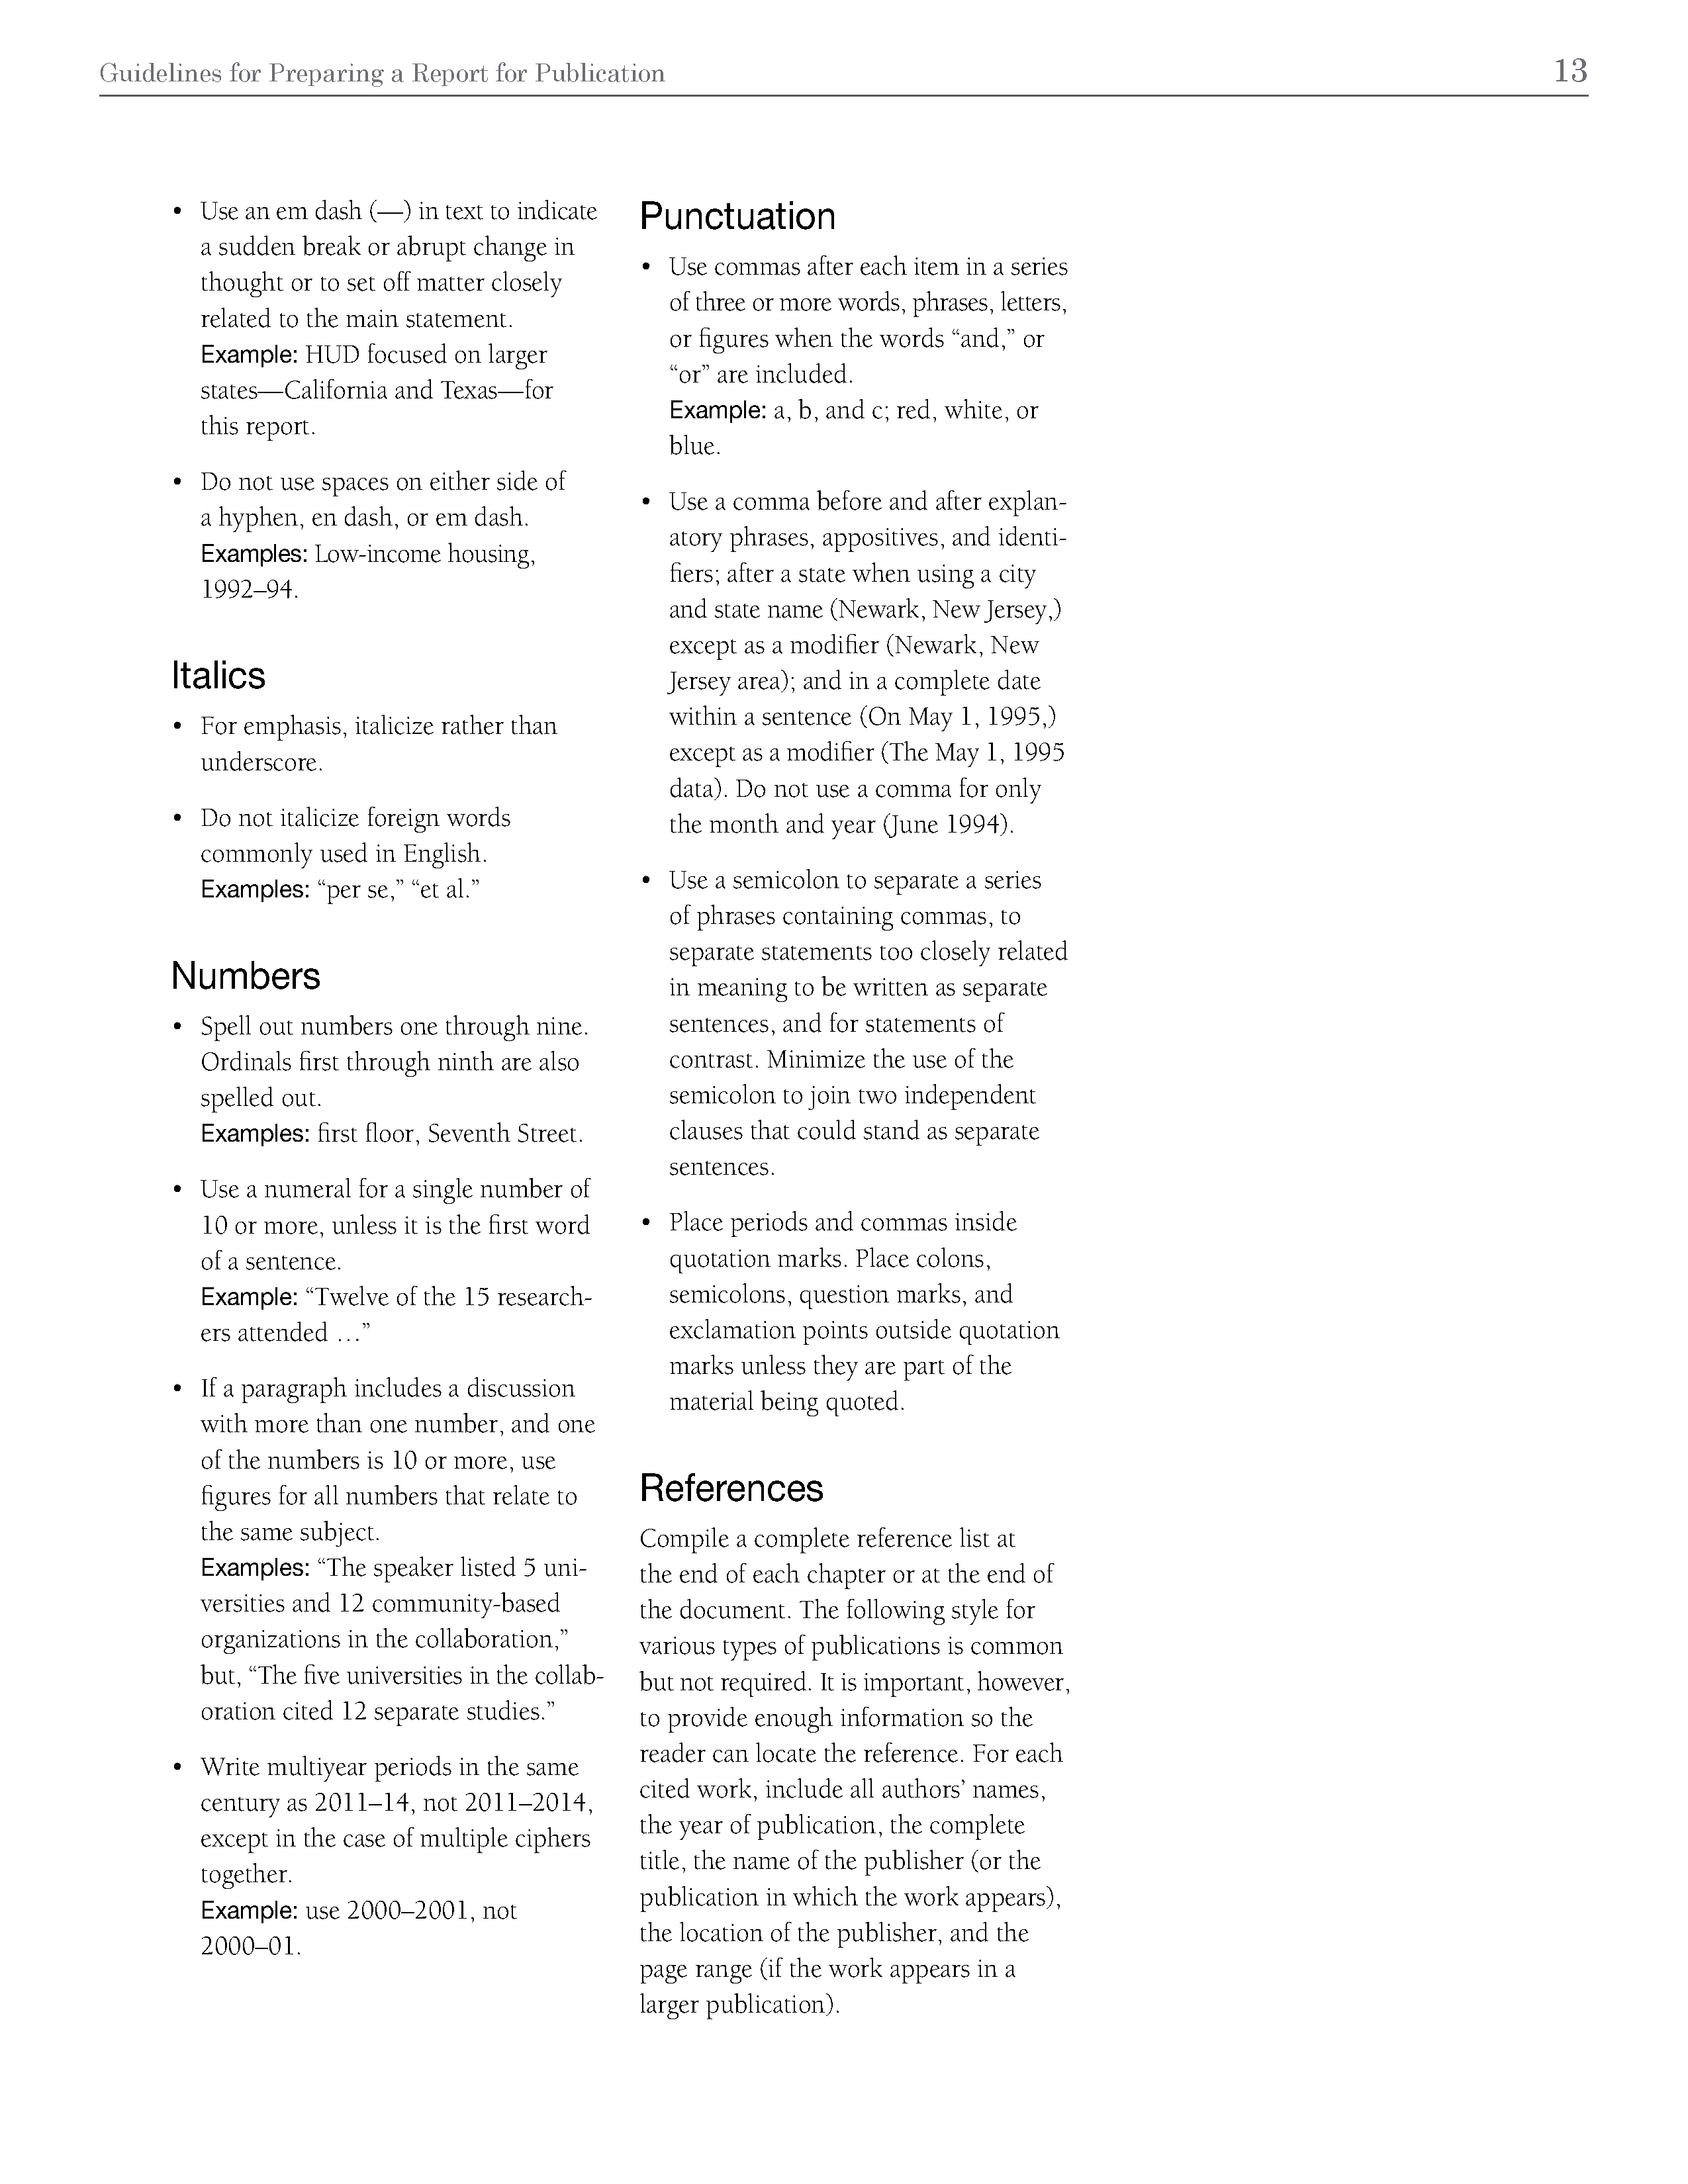 Guidelines for Preparing a Report for Publication 13
• Use an em dash (—) in text to indicate
a sudden break or abrupt change in
thought or to set off matter closely
related to the main statement.
Example: HUD focused on larger
states—California and Texas—for
this report.
• Do not use spaces on either side of
a hyphen, en dash, or em dash.
Examples: Low-income housing,
1992–94.
Italics
• For emphasis, italicize rather than
underscore.
• Do not italicize foreign words
commonly used in English.
Examples: “per se,” “et al.”
Numbers
• Spell out numbers one through nine.
Ordinals first through ninth are also
spelled out.
Examples: first floor, Seventh Street.
• Use a numeral for a single number of
10 or more, unless it is the first word
of a sentence.
Example: “Twelve of the 15 research-
ers attended …”
• If a paragraph includes a discussion
with more than one number, and one
of the numbers is 10 or more, use
figures for all numbers that relate to
the same subject.
Examples: “The speaker listed 5 uni-
versities and 12 community-based
organizations in the collaboration,”
but, “The five universities in the collab-
oration cited 12 separate studies.”
• Write multiyear periods in the same
century as 2011–14, not 2011–2014,
except in the case of multiple ciphers
together.
Example: use 2000–2001, not
2000–01.
Punctuation
• Use commas after each item in a series
of three or more words, phrases, letters,
or figures when the words “and,” or
“or” are included.
Example: a, b, and c; red, white, or
blue.
• Use a comma before and after explan-
atory phrases, appositives, and identi-
fiers; after a state when using a city
and state name (Newark, New Jersey,)
except as a modifier (Newark, New
Jersey area); and in a complete date
within a sentence (On May 1, 1995,)
except as a modifier (The May 1, 1995
data). Do not use a comma for only
the month and year (June 1994).
• Use a semicolon to separate a series
of phrases containing commas, to
separate statements too closely related
in meaning to be written as separate
sentences, and for statements of
contrast. Minimize the use of the
semicolon to join two independent
clauses that could stand as separate
sentences.
• Place periods and commas inside
quotation marks. Place colons,
semicolons, question marks, and
exclamation points outside quotation
marks unless they are part of the
material being quoted.
References
Compile a complete reference list at
the end of each chapter or at the end of
the document. The following style for
various types of publications is common
but not required. It is important, however,
to provide enough information so the
reader can locate the reference. For each
cited work, include all authors’ names,
the year of publication, the complete
title, the name of the publisher (or the
publication in which the work appears),
the location of the publisher, and the
page range (if the work appears in a
larger publication).